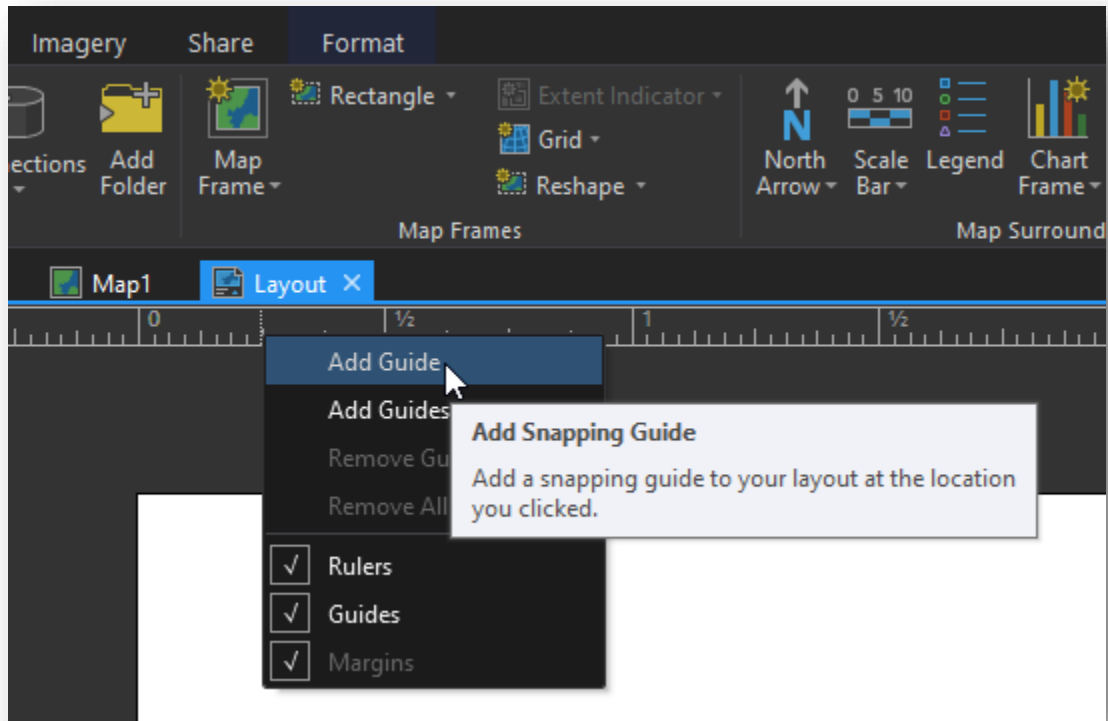 Imagery Share Format
Rectangle
Extent Indicator
0 5 10
Grid
N
Add
Folder
Map
Frame
Reshape
North
Arrow
Scale
Bar
Legend
Chart
Frame
Map Frames
Map Surround
Map1
Layout
0 ½ 1 ½
Add Guide
Add Guides
Add Snapping Guide
Add a snapping guide to your layout at the location
you clicked.
Remove Gu
Remove All
Rulers
Guides
Margins